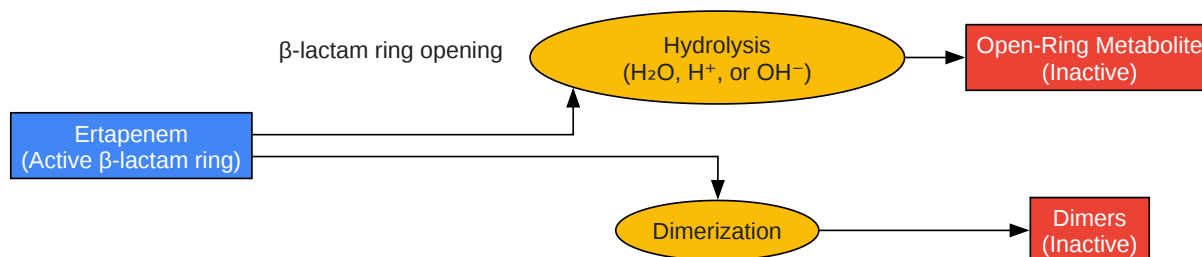 β-lactam ring opening
Hydrolysis
(H₂O, H⁺, or OH⁻)
Open-Ring Metabolite
(Inactive)
Ertapenem
(Active β-lactam ring)
Dimerization
Dimers
(Inactive)